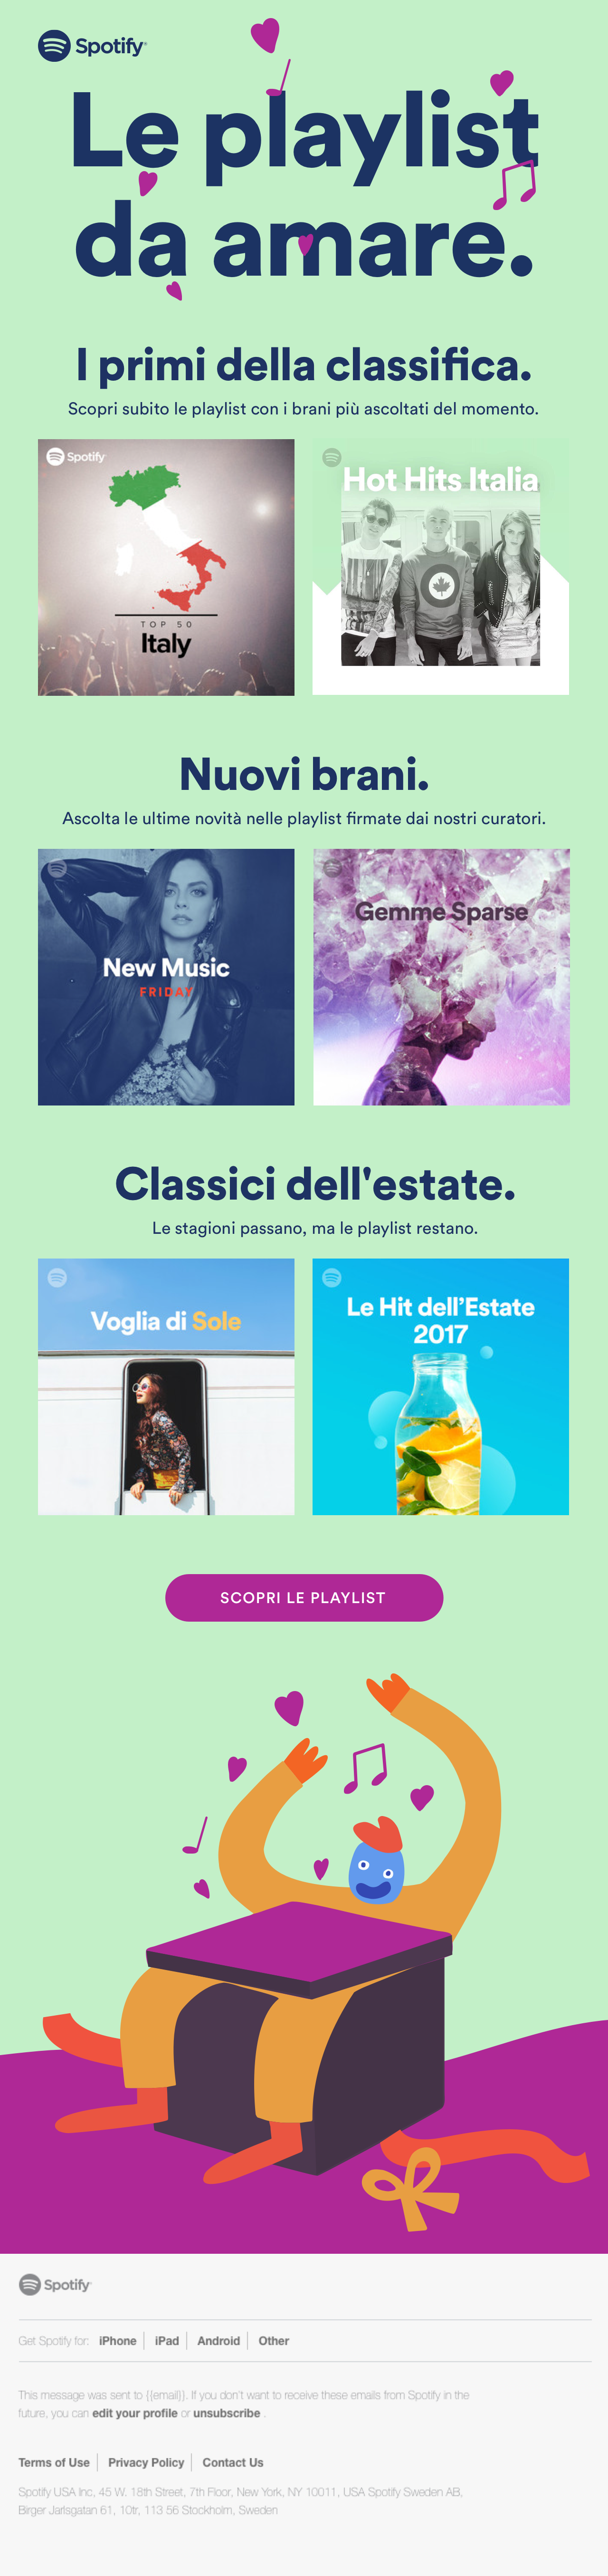 Spotify
Le playlist
da amare.
I primi della classifica.
Scopri subito le playlist con i brani più ascoltati del momento.
Spotify
TOP 50
Italy
Hot Hits Italia
Nuovi brani.
Ascolta le ultime novità nelle playlist firmate dai nostri curatori.
New Music
FRIDAY
Gemme Sparse
Classici dell'estate.
Le stagioni passano, ma le playlist restano.
Voglia di Sole
Le Hit dell'Estate
2017
SCOPRI LE PLAYLIST
Spotify
Get Spotify for: iPhone | iPad | Android | Other
This message was sent to {{email}}. If you don't want to receive these emails from Spotify in the
future, you can edit your profile or unsubscribe .
Terms of Use | Privacy Policy | Contact Us
Spotify USA Inc, 45 W. 18th Street, 7th Floor, New York, NY 10011, USA Spotify Sweden AB,
Birger Jarlsgatan 61, 10tr, 113 56 Stockholm, Sweden